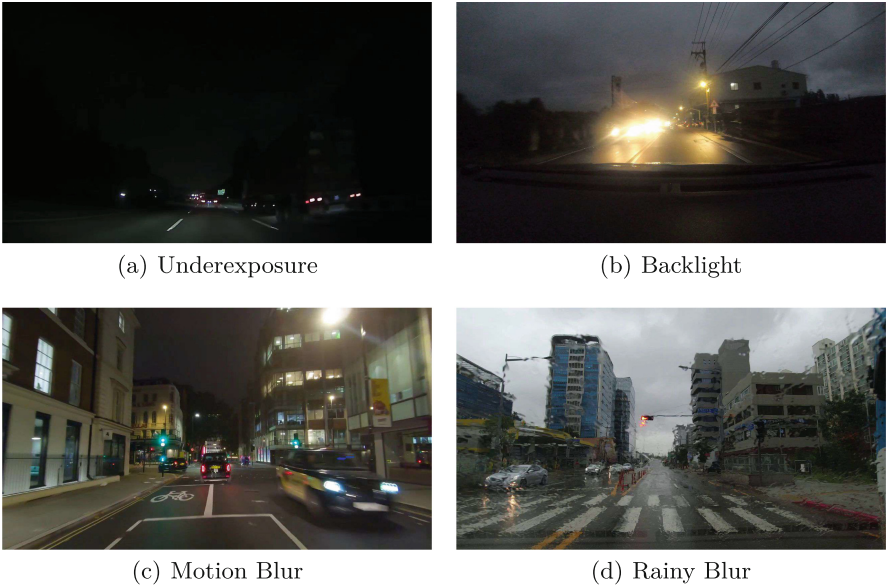 (a) Underexposure
(b) Backlight
(c) Motion Blur
(d) Rainy Blur